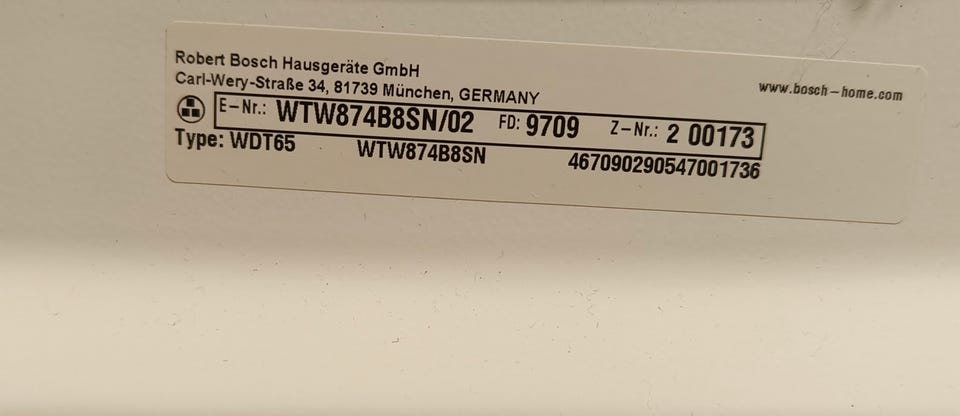 Robert Bosch Hausgeräte GmbH
Carl-Wery-Straße 34, 81739 München, GERMANY
www.bosch-home.com
E-Nr.: WTW874B8SN/02 FD: 9709 Z-Nr.: 2 00173
Type: WDT65 WTW874B8SN 467090290547001736